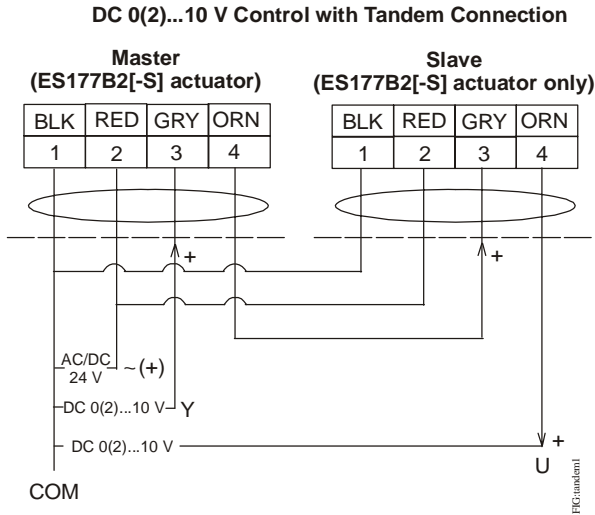 DC 0(2)...10 V Control with Tandem Connection
Master
(ES177B2[-S] actuator)
Slave
(ES177B2[-S] actuator only)
BLK RED GRY ORN
1 2 3 4
BLK RED GRY ORN
1 2 3 4
+
+
AC/DC
24 V
~(+)
DC 0(2)...10 V
Y
DC 0(2)...10 V
+
U
COM
FIG:tandem1